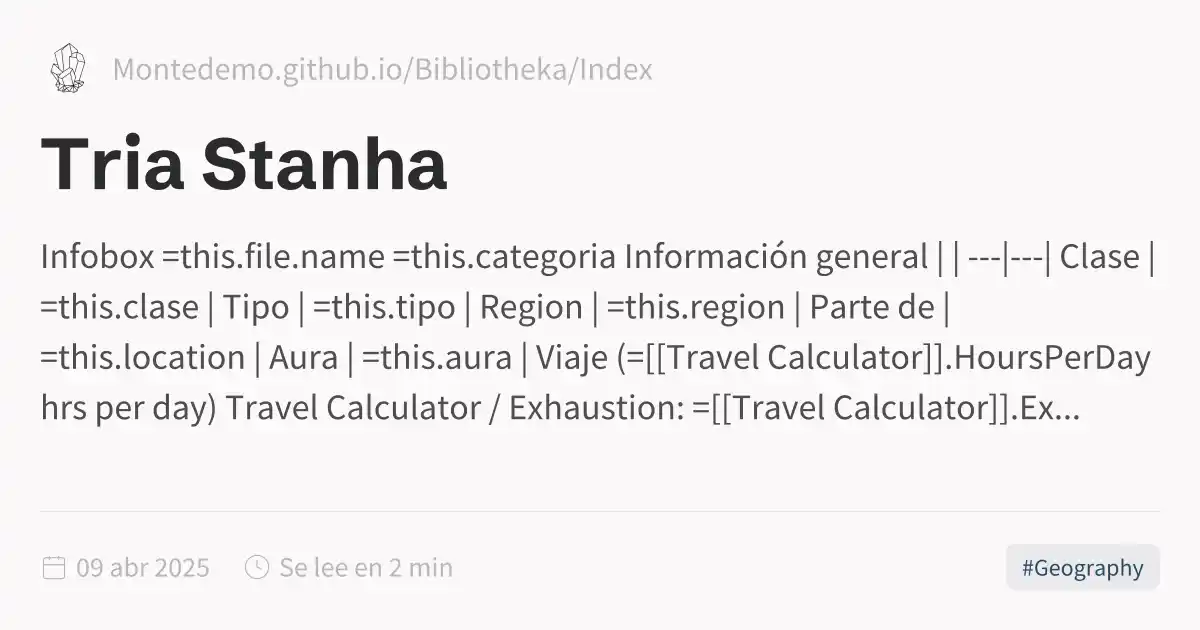 Montedemo.github.io/Bibliotheka/Index
Tria Stanha
Infobox =this.file.name =this.categoria Información general | | ---|---| Clase |
=this.clase | Tipo | =this.tipo | Region | =this.region | Parte de |
=this.location | Aura | =this.aura | Viaje (=[[Travel Calculator]].HoursPerDay
hrs per day) Travel Calculator / Exhaustion: =[[Travel Calculator]].Ex...
09 abr 2025
Se lee en 2 min
#Geography